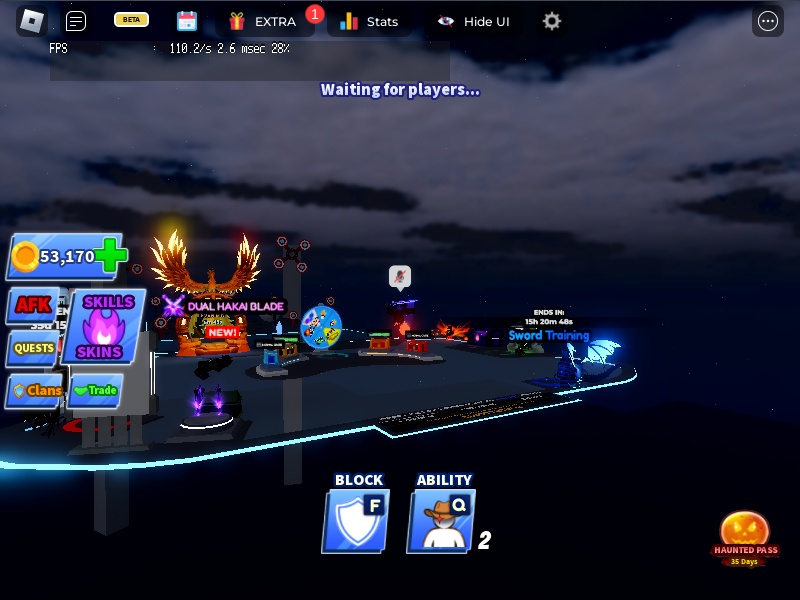 BETA
EXTRA
1
Stats
Hide UI
FPS : 110.2/s 2.6 msec 28%
Waiting for players...
53,170
AFK
SKILLS
SKINS
QUESTS
Clans
Trade
DUAL HAKAI BLADE
NEW!
ENDS IN:
15h 20m 48s
Sword Training
BLOCK
F
ABILITY
Q
2
HAUNTED PASS
35 Days